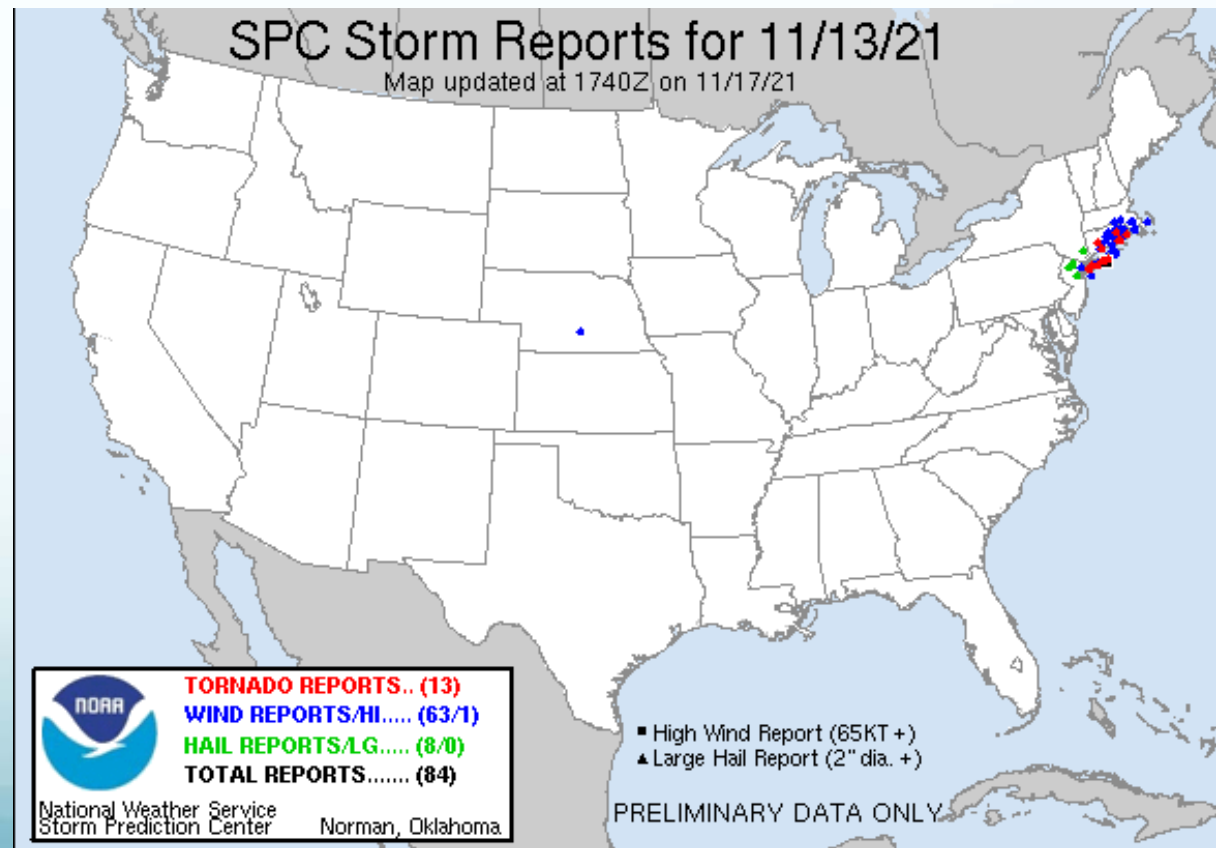 SPC Storm Reports for 11/13/21
Map updated at 1740Z on 11/17/21
NOAA
TORNADO REPORTS.. (13)
WIND REPORTS/HI..... (63/1)
HAIL REPORTS/LG..... (8/0)
TOTAL REPORTS....... (84)
National Weather Service
Storm Prediction Center Norman, Oklahoma
High Wind Report (65KT +)
Large Hail Report (2" dia. +)
PRELIMINARY DATA ONLY